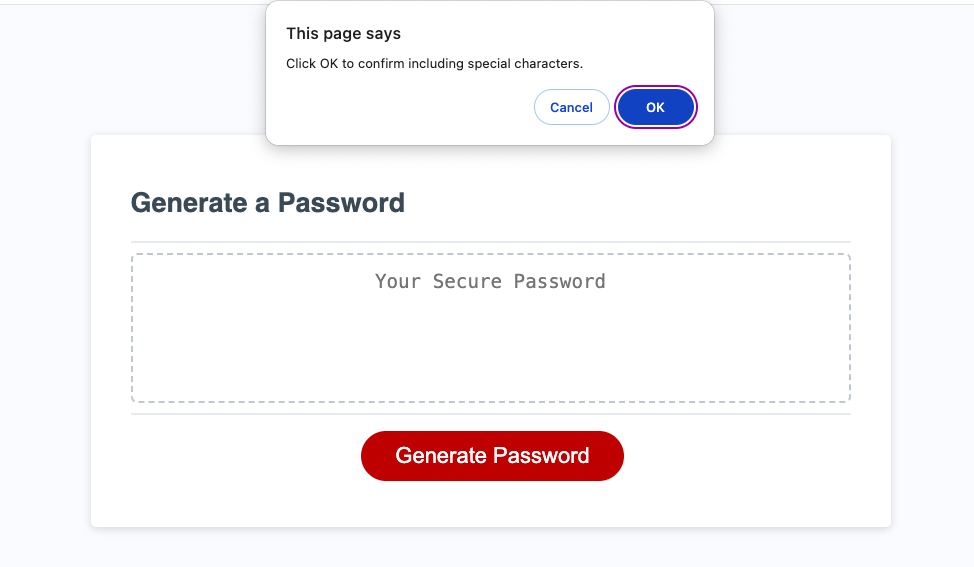 This page says
Click OK to confirm including special characters.
Cancel
OK
Generate a Password
Your Secure Password
Generate Password